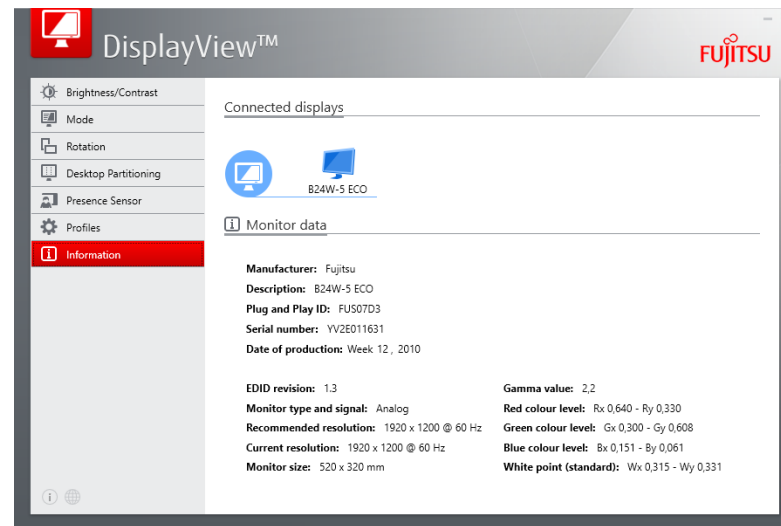 DisplayView™
FUJITSU
Brightness/Contrast
Mode
Rotation
Desktop Partitioning
Presence Sensor
Profiles
Information
Connected displays
B24W-5 ECO
Monitor data
Manufacturer: Fujitsu
Description: B24W-5 ECO
Plug and Play ID: FUS07D3
Serial number: YV2E011631
Date of production: Week 12 , 2010
EDID revision: 1.3
Monitor type and signal: Analog
Recommended resolution: 1920 x 1200 @ 60 Hz
Current resolution: 1920 x 1200 @ 60 Hz
Monitor size: 520 x 320 mm
Gamma value: 2,2
Red colour level: Rx 0,640 - Ry 0,330
Green colour level: Gx 0,300 - Gy 0,608
Blue colour level: Bx 0,151 - By 0,061
White point (standard): Wx 0,315 - Wy 0,331